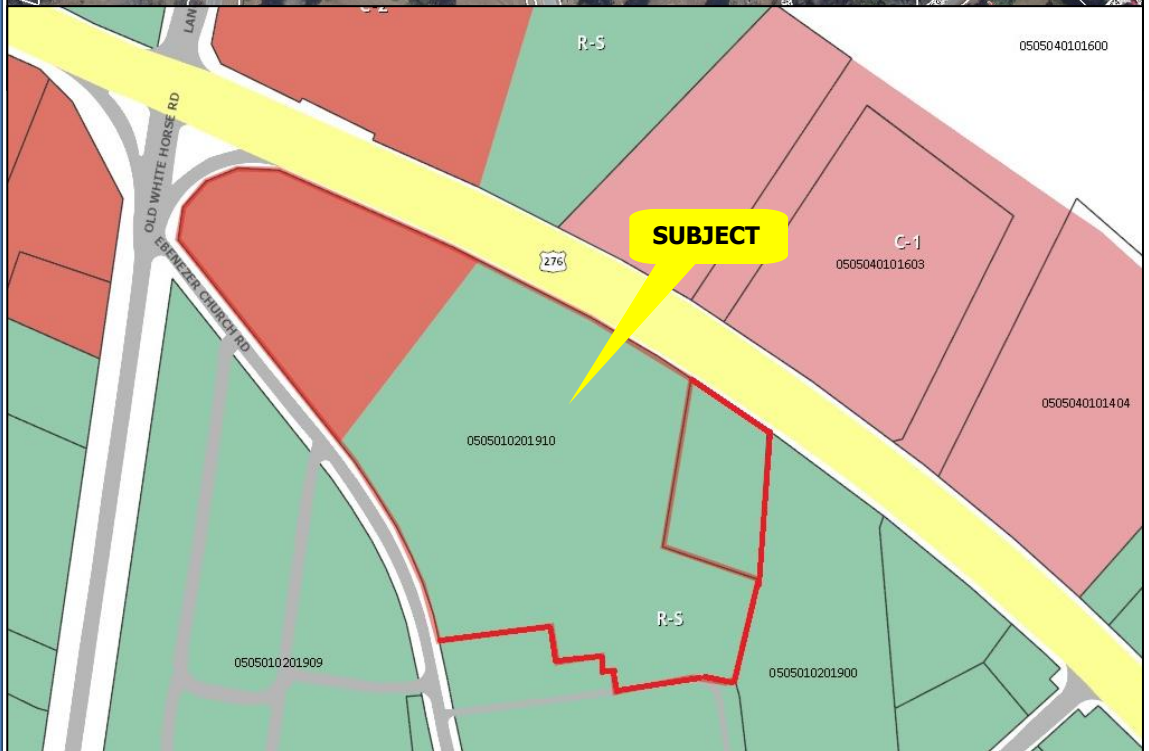 LAN
C-2
R-S
0505040101600
OLD WHITE HORSE RD
SUBJECT
C-1
276
0505040101603
EBENEZER CHURCH RD
0505040101404
0505010201910
R-S
0505010201909
0505010201900